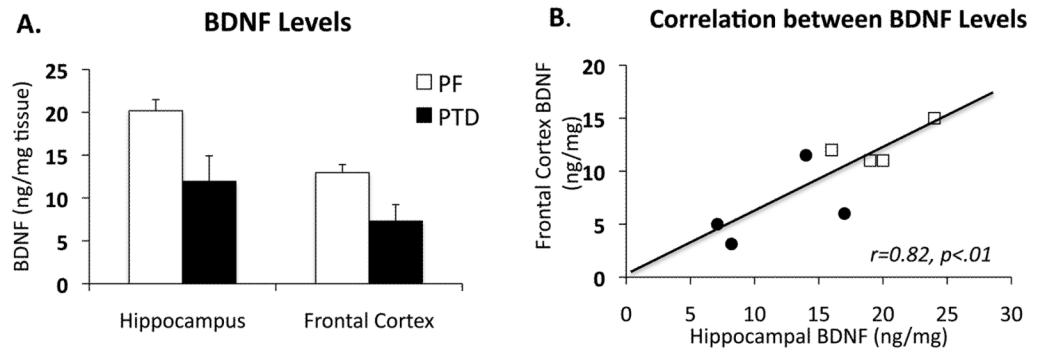 A.
BDNF Levels
BDNF (ng/mg tissue)
25
20
15
10
5
0
PF
PTD
Hippocampus
Frontal Cortex
B.
Correlation between BDNF Levels
Frontal Cortex BDNF
(ng/mg)
20
15
10
5
0
r=0.82, p<.01
0 5 10 15 20 25 30
Hippocampal BDNF (ng/mg)